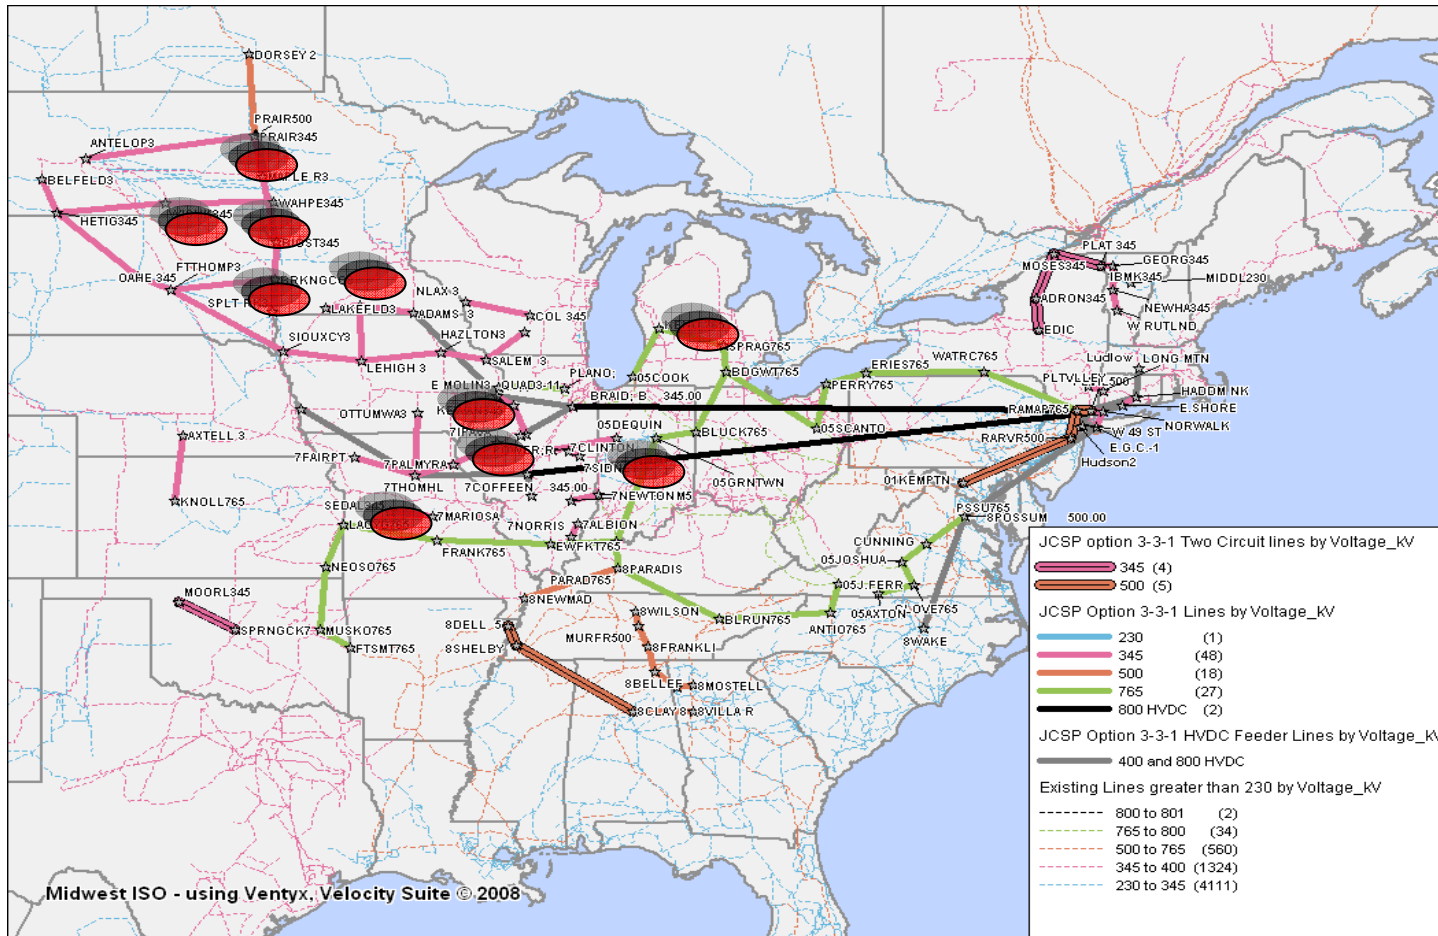 DORSEY 2
PRAIR500
PRAIR345
ANTELOP3
BELFELD3
WAHPE345
HETIG345
PLAT 345
GEORG345
MOSES345
IBMK345
MIDDL230
FTTHOMP3
OAHE 345
NLAX-3
ADRON345
NEWHA345
LAKEFLD3
ADAMS-3
COL 345
W RUTLND
EDIC
SIOUXCY3
HAZLTON3
SPRAG765
WATRC765
Ludlow
LONG MTN
LEHIGH 3
SALEM 3
ERIES765
BDGWT765
PERRY765
PLTVLLEY
HADDM NK
E MOLIN3
QUAD3-11
PLANO;
05COOK
BRAID; B
345.00
RAMAP765
E.SHORE
OTTUMWA3
05DEQUIN
BLUCK765
05SCANTO
NORWALK
AXTELL 3
7CLINTON
RARVR500
W 49 ST
E.G.C.-1
7FAIRPT
7PALMYRA
Hudson2
7THOMHL
7COFFEEN
345.00
05GRNTWN
01KEMPTN
KNOLL765
7NEWTON
M5
7MARIOSA
7NORRIS
7ALBION
PSSU765
8POSSUM
500.00
CUNNING
FRANK765
EWFKT765
05JOSHUA
NEOSO765
8PARADIS
PARAD765
05J.FERR
MOORL345
8NEWMAD
8WILSON
05AXTON
CLOVE765
SPRNGCK7
MUSKO765
8DELL 5
BLRUN765
ANTIO765
8WAKE
FTSMT765
8SHELBY
MURFR500
8FRANKLI
8BELLEF
8MOSTELL
8CLAY
8VILLA R
JCSP option 3-3-1 Two Circuit lines by Voltage_kV
345 (4)
500 (5)
JCSP Option 3-3-1 Lines by Voltage_kV
230 (1)
345 (48)
500 (18)
765 (27)
800 HVDC (2)
JCSP Option 3-3-1 HVDC Feeder Lines by Voltage_kV
400 and 800 HVDC
Existing Lines greater than 230 by Voltage_kV
800 to 801 (2)
765 to 800 (34)
500 to 765 (560)
345 to 400 (1324)
230 to 345 (4111)
Midwest ISO - using Ventyx, Velocity Suite © 2008